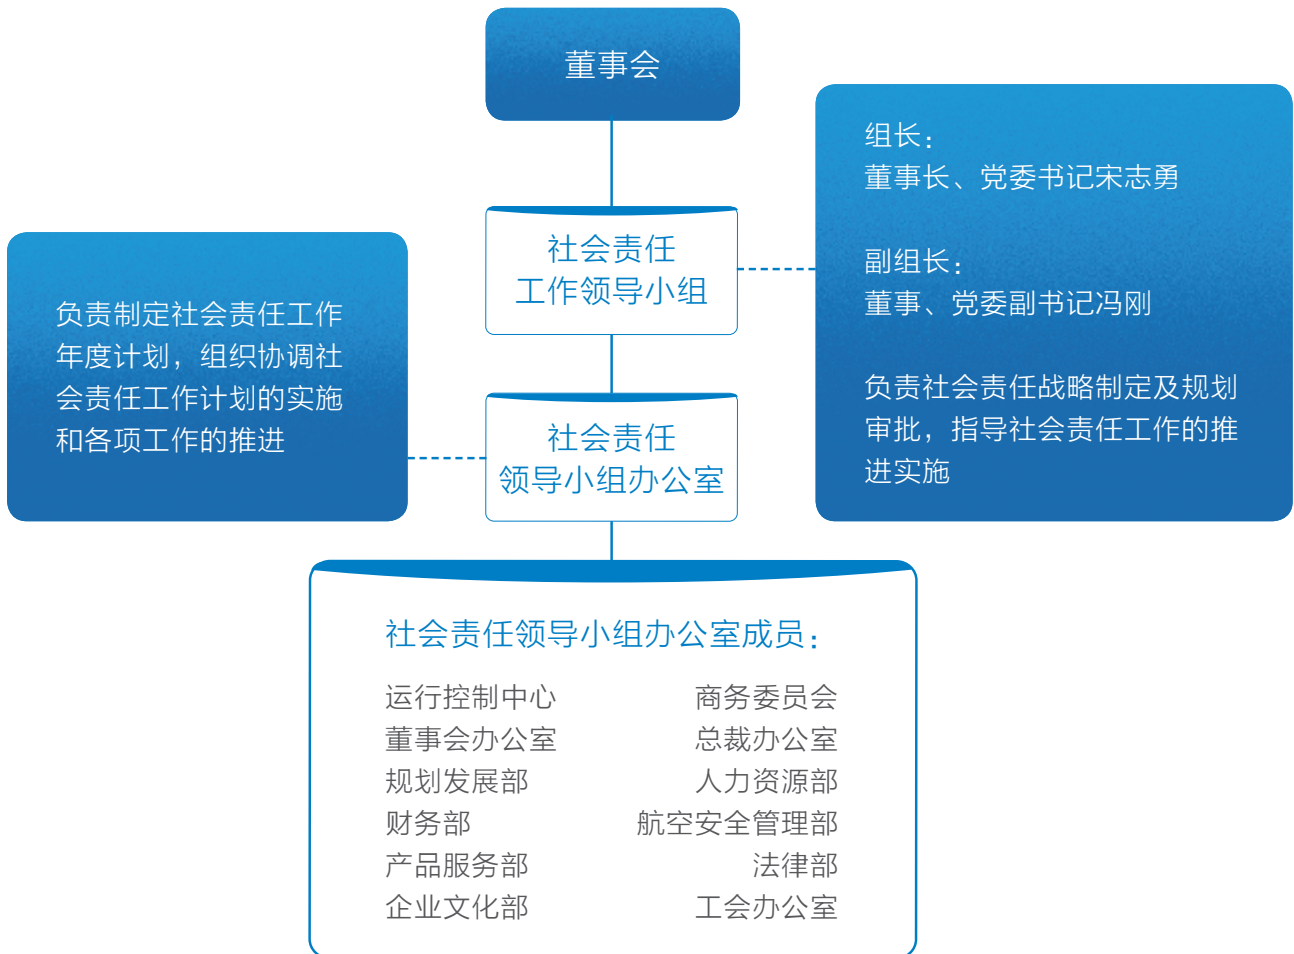 董事会
组长：
董事长、党委书记宋志勇
副组长：
董事、党委副书记冯刚
负责社会责任战略制定及规划
审批，指导社会责任工作的推
进实施
社会责任
工作领导小组
负责制定社会责任工作
年度计划，组织协调社
会责任工作计划的实施
和各项工作的推进
社会责任
领导小组办公室
社会责任领导小组办公室成员：
运行控制中心 商务委员会
董事会办公室 总裁办公室
规划发展部 人力资源部
财务部 航空安全管理部
产品服务部 法律部
企业文化部 工会办公室